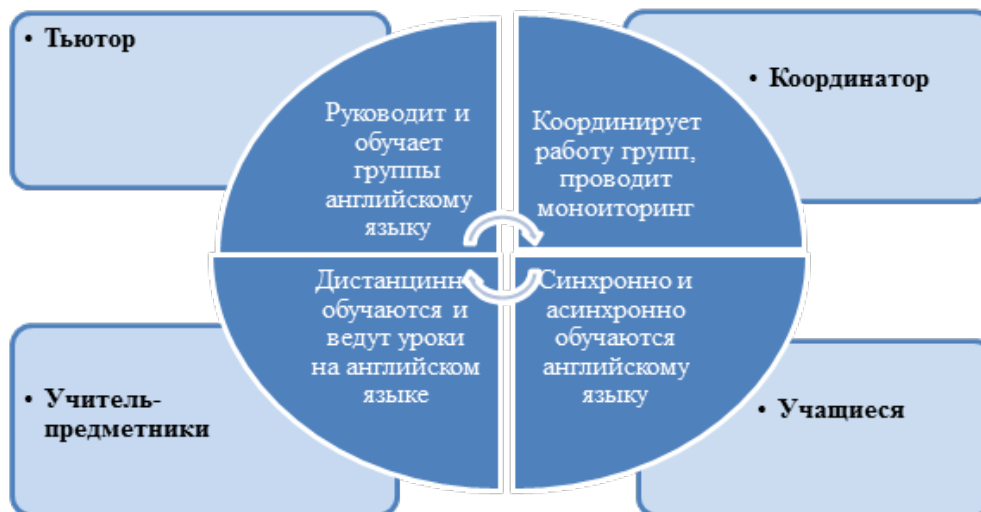 • Тьютор
Руководит и
обучает
группы
английскому
языку
• Координатор
Координирует
работу групп,
проводит
моноиторинг
Дистанцинн
обучаются и
ведут уроки
на английском
языке
• Учитель-
предметники
Синхронно и
асинхронно
обучаются
английскому
языку
• Учащиеся